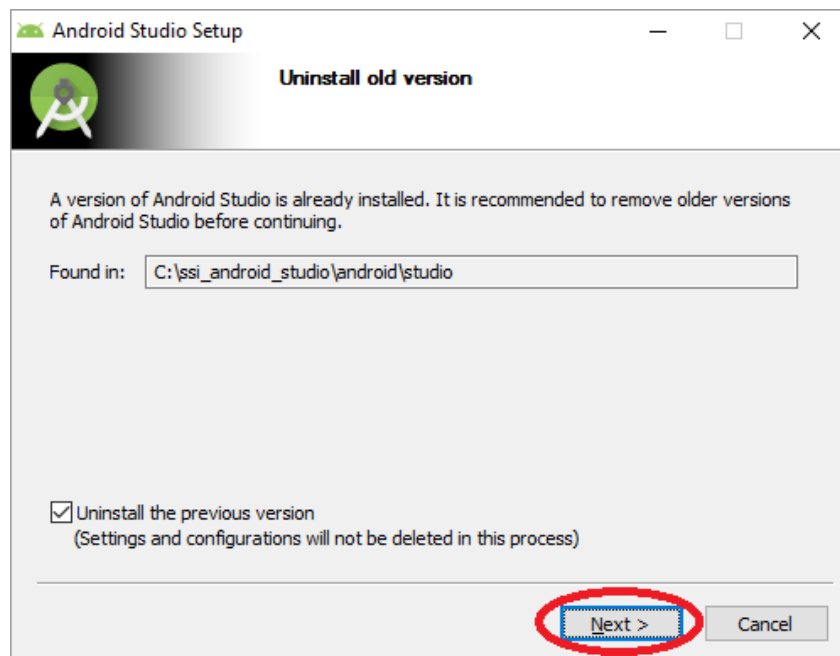 Android Studio Setup
Uninstall old version
A version of Android Studio is already installed. It is recommended to remove older versions
of Android Studio before continuing.
Found in: C:\ssi_android_studio\android\studio
Uninstall the previous version
(Settings and configurations will not be deleted in this process)
Next > Cancel